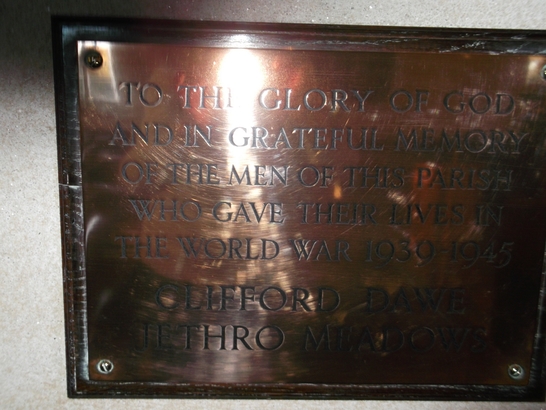 TO THE GLORY OF GOD
AND IN GRATEFUL MEMORY
OF THE MEN OF THIS PARISH
WHO GAVE THEIR LIVES IN
THE WORLD WAR 1939-1945
CLIFFORD DAWE
JETHRO MEADOWS